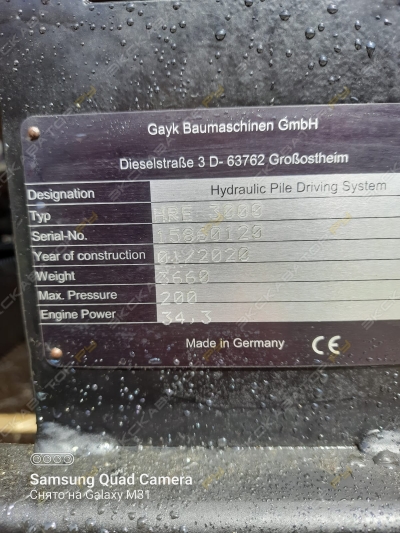 Gayk Baumaschinen GmbH
Dieselstraße 3 D- 63762 Großostheim
Designation Hydraulic Pile Driving System
Typ HRE 3000
Serial-No. 15860120
Year of construction 01/2020
Weight 3660
Max. Pressure 200
Engine Power 34,3
Made in Germany CE
Samsung Quad Camera
Снято на Galaxy M31